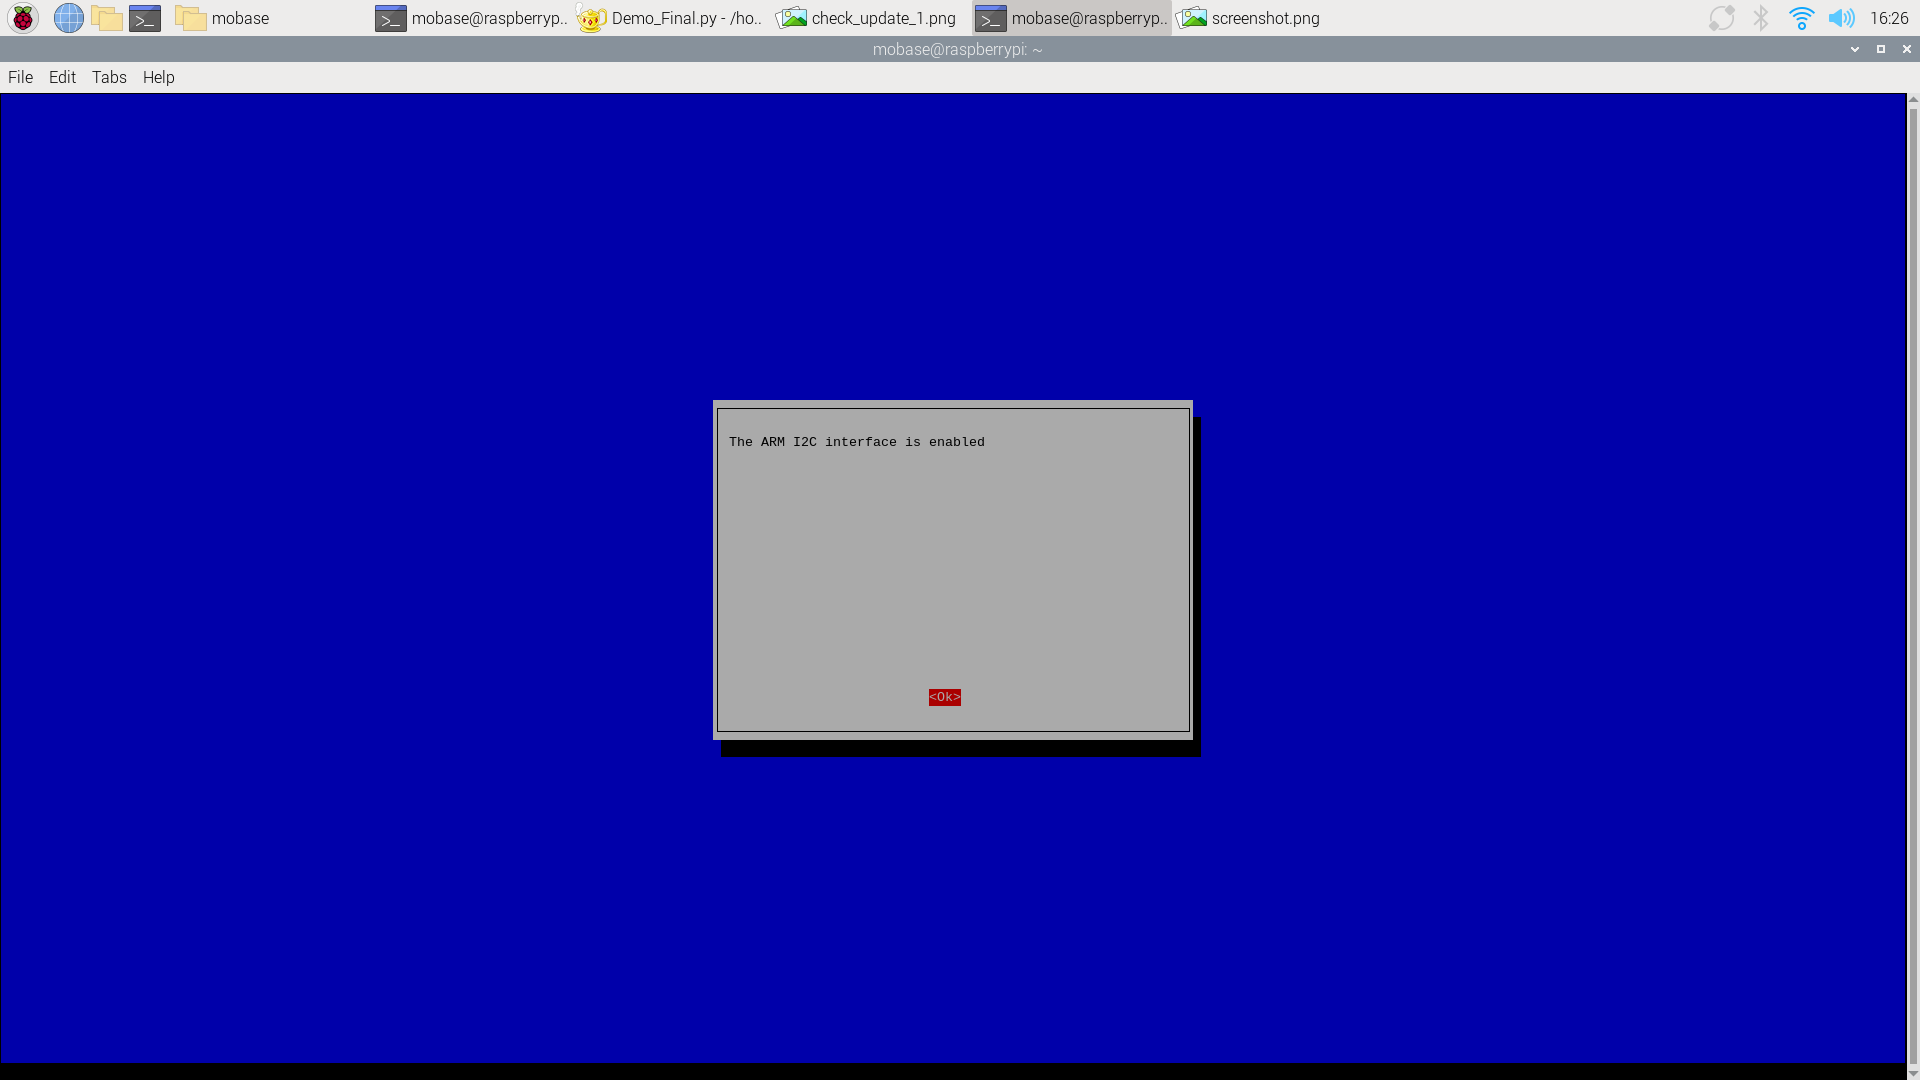 mobase
mobase@raspberryp..
Demo_Final.py - /ho..
check_update_1.png
mobase@raspberryp..
screenshot.png
16:26
mobase@raspberrypi: ~
File Edit Tabs Help
The ARM I2C interface is enabled
<Ok>